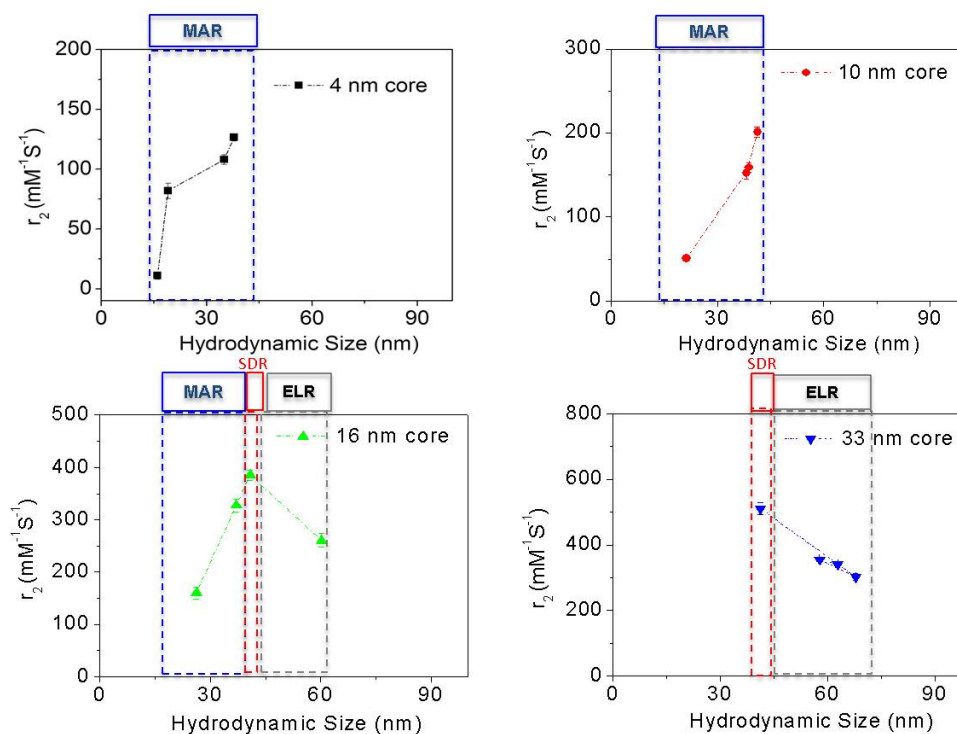 MAR
200
150
100
50
0
r2 (mM-1S-1)
4 nm core
0 30 60 90
Hydrodynamic Size (nm)
MAR
300
200
100
0
r2 (mM-1S-1)
10 nm core
0 30 60 90
Hydrodynamic Size (nm)
MAR SDR ELR
500
400
300
200
100
0
r2 (mM-1S-1)
16 nm core
0 30 60 90
Hydrodynamic Size (nm)
SDR ELR
800
600
400
200
0
r2 (mM-1S-1)
33 nm core
0 30 60 90
Hydrodynamic Size (nm)